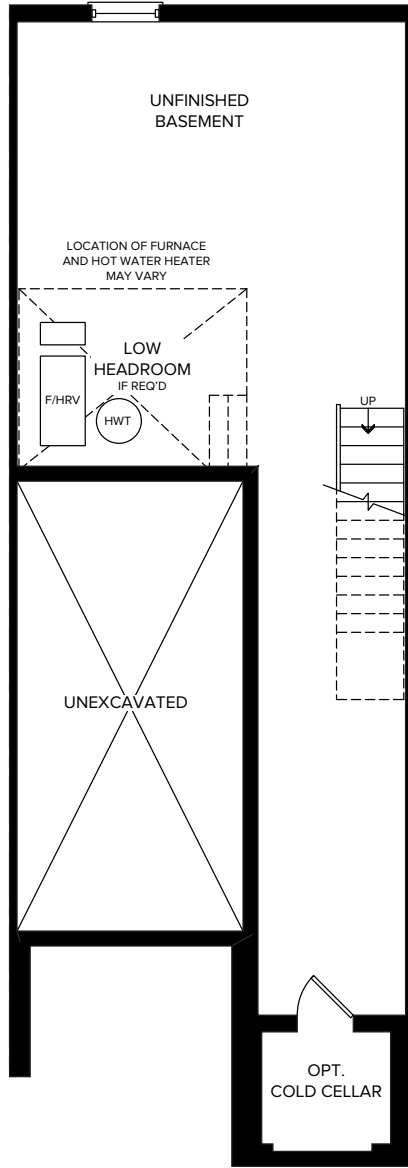 UNFINISHED
BASEMENT
LOCATION OF FURNACE
AND HOT WATER HEATER
MAY VARY
LOW
HEADROOM
IF REQ'D
F/HRV
HWT
UP
UNEXCAVATED
OPT.
COLD CELLAR